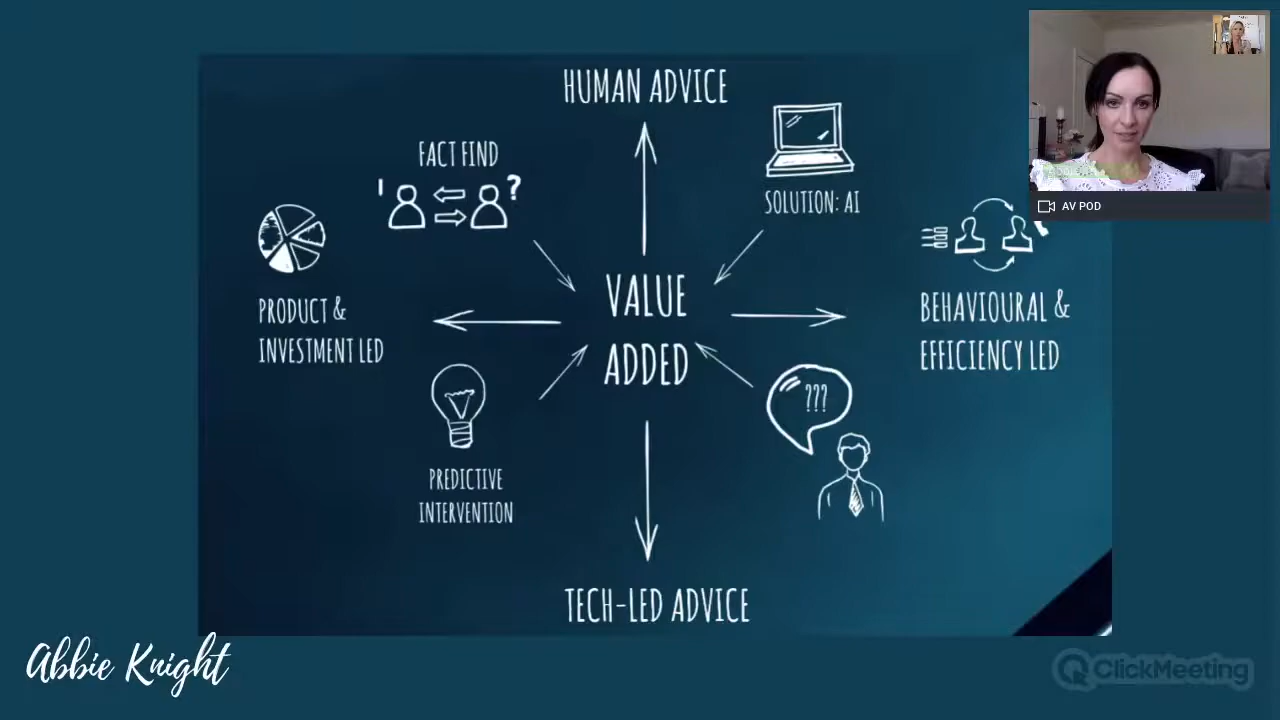 HUMAN ADVICE
FACT FIND
!
?
SOLUTION: AI
AV POD
PRODUCT &
INVESTMENT LED
VALUE
ADDED
BEHAVIOURAL &
EFFICIENCY LED
???
PREDICTIVE
INTERVENTION
TECH-LED ADVICE
Abbie Knight
ClickMeeting